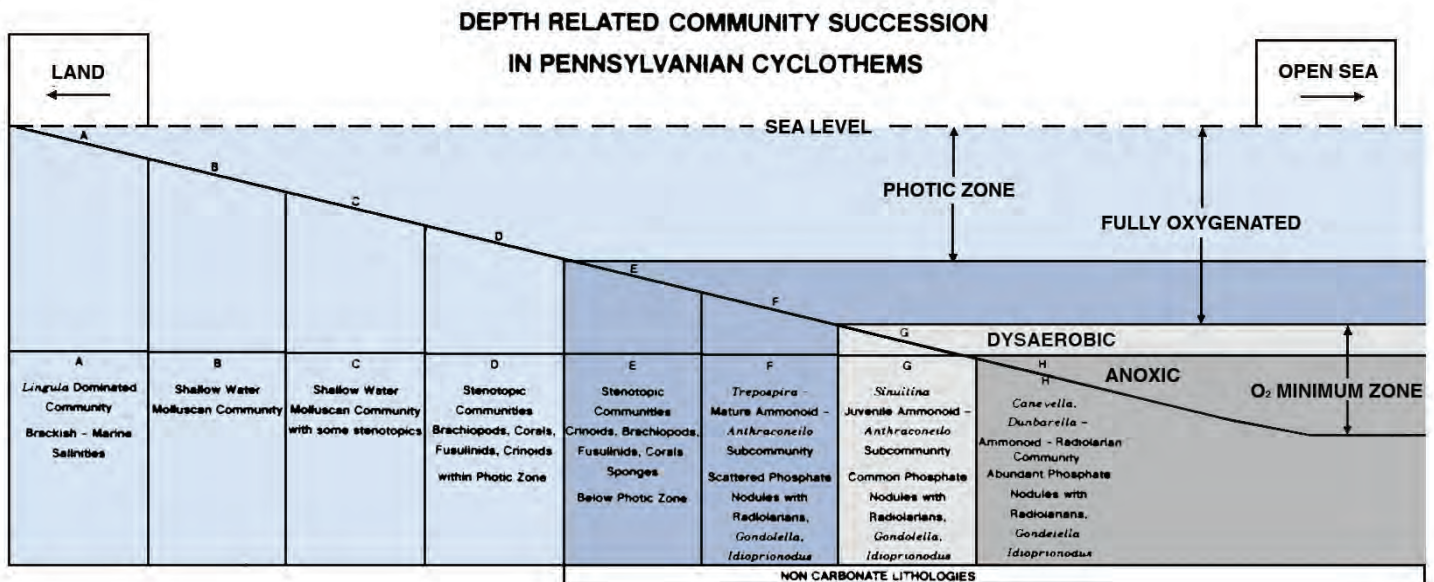 DEPTH RELATED COMMUNITY SUCCESSION
IN PENNSYLVANIAN CYCLOTHEMS
LAND
OPEN SEA
SEA LEVEL
PHOTIC ZONE
FULLY OXYGENATED
DYSAEROBIC
ANOXIC
O₂ MINIMUM ZONE
A
B
C
D
E
F
G
H
A
Lingula Dominated
Community
Brackish – Marine
Salinities
B
Shallow Water
Molluscan Community
C
Shallow Water
Molluscan Community
with some stenotopics
D
Stenotopic
Communities
Brachiopods, Corals,
Fusulinids, Crinoids
within Photic Zone
E
Stenotopic
Communities
Crinoids, Brachiopods,
Fusulinids, Corals
Sponges
Below Photic Zone
F
Trepospira –
Mature Ammonoid –
Anthraconeilo
Subcommunity
Scattered Phosphate
Nodules with
Radiolarians,
Gondolella,
Idioprionodus
G
Sinuitina
Juvenile Ammonoid –
Anthraconeilo
Subcommunity
Common Phosphate
Nodules with
Radiolarians,
Gondolella,
Idioprionodus
H
Canevella,
Dunbarella –
Ammonoid – Radiolarian
Community
Abundant Phosphate
Nodules with
Radiolarians,
Gondelella
Idioprionodus
NON CARBONATE LITHOLOGIES